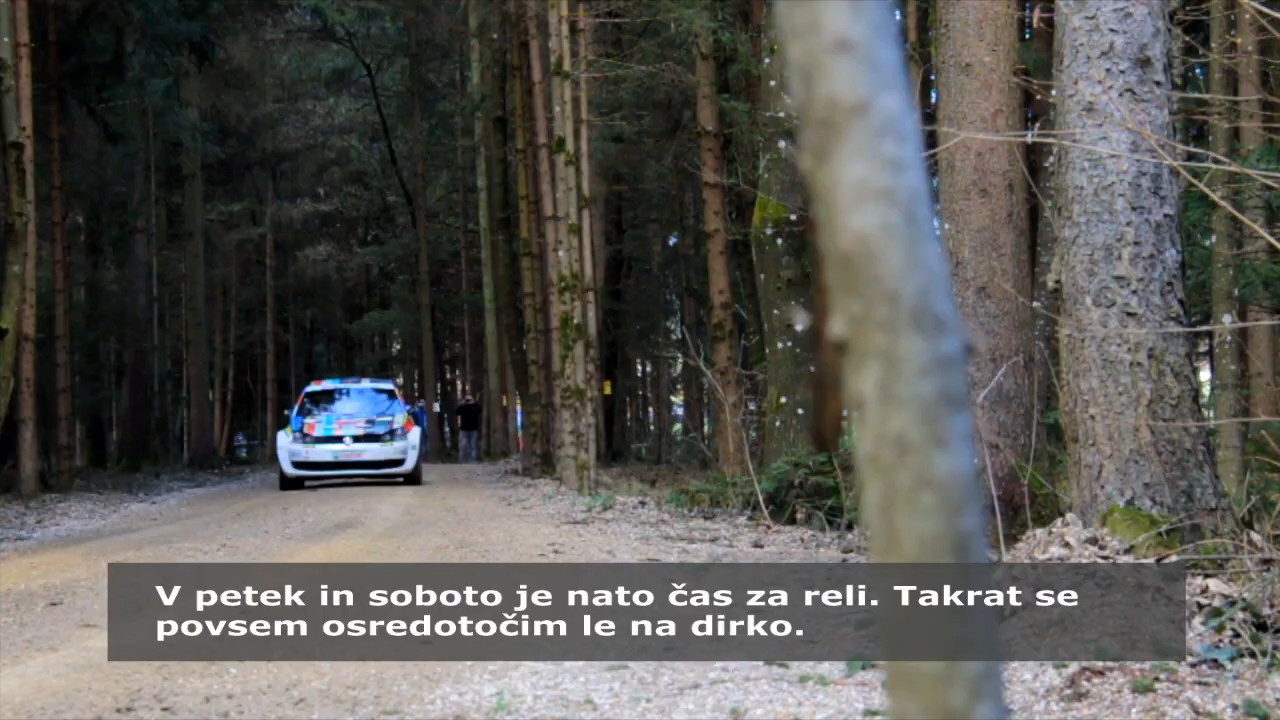 V petek in soboto je nato čas za reli. Takrat se
povsem osredotočim le na dirko.